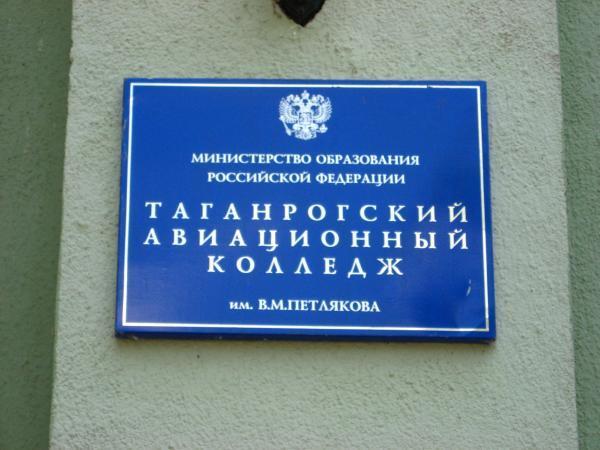 МИНИСТЕРСТВО ОБРАЗОВАНИЯ
РОССИЙСКОЙ ФЕДЕРАЦИИ
ТАГАНРОГСКИЙ
АВИАЦИОННЫЙ
КОЛЛЕДЖ
им. В.М.ПЕТЛЯКОВА